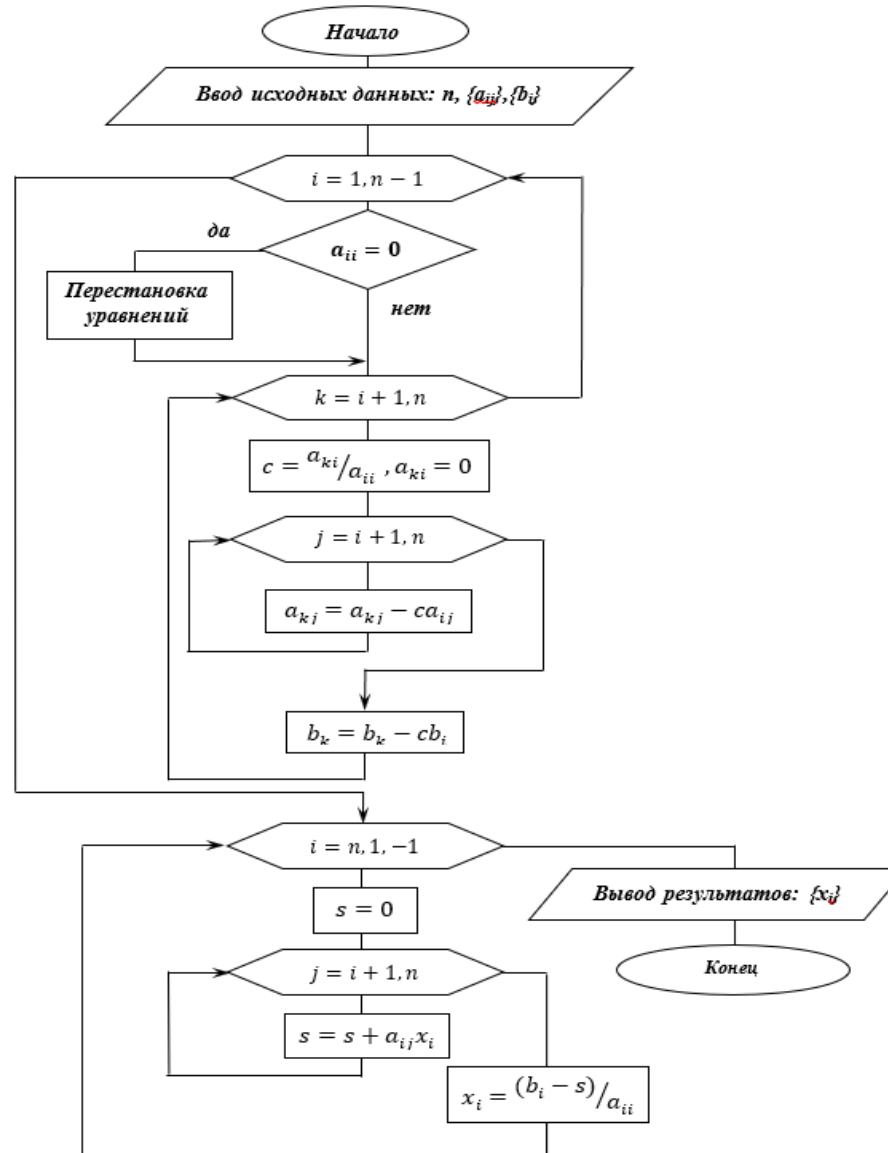 Начало
Ввод исходных данных: n, {aᵢⱼ},{bᵢ}
i = 1, n − 1
да
aᵢᵢ = 0
Перестановка
уравнений
нет
k = i + 1, n
c = aₖᵢ/aᵢᵢ , aₖᵢ = 0
j = i + 1, n
aₖⱼ = aₖⱼ − caᵢⱼ
bₖ = bₖ − cbᵢ
i = n, 1, −1
s = 0
Вывод результатов: {xᵢ}
j = i + 1, n
Конец
s = s + aᵢⱼxᵢ
xᵢ = (bᵢ − s)/aᵢᵢ